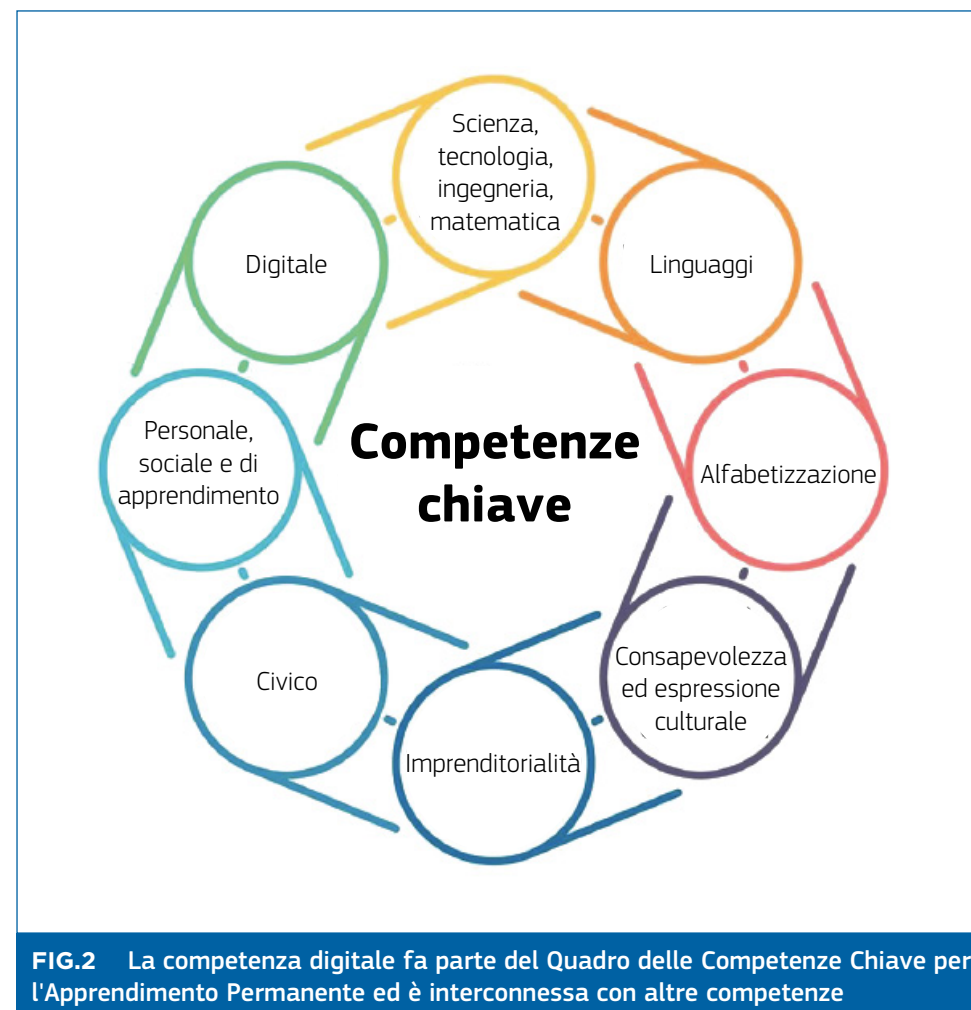 Scienza,
tecnologia,
ingegneria,
matematica
Digitale
Linguaggi
Personale,
sociale e di
apprendimento
Competenze
chiave
Alfabetizzazione
Civico
Consapevolezza
ed espressione
culturale
Imprenditorialità
FIG.2 La competenza digitale fa parte del Quadro delle Competenze Chiave per
l'Apprendimento Permanente ed è interconnessa con altre competenze